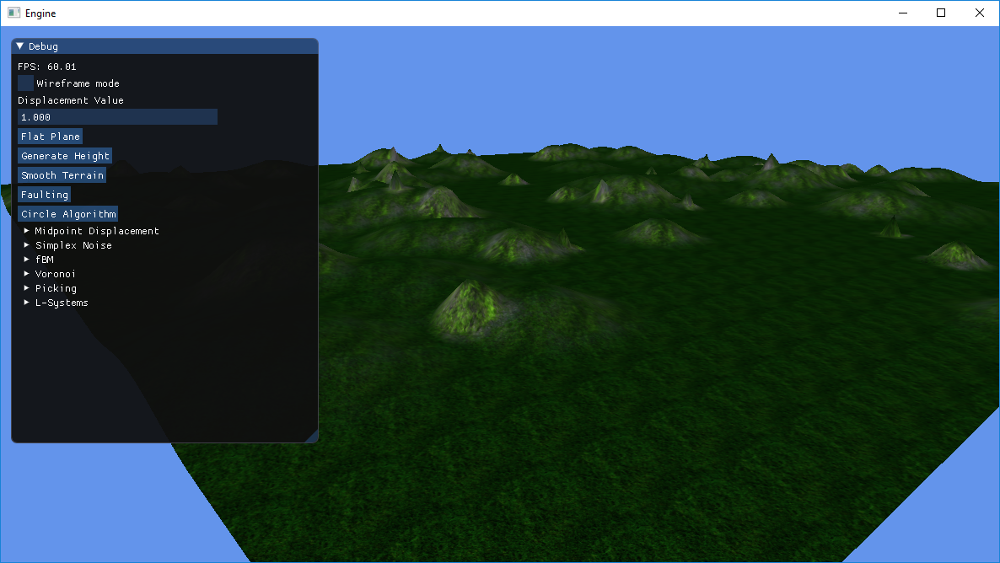 Engine
Debug
FPS: 60.01
Wireframe mode
Displacement Value
1.000
Flat Plane
Generate Height
Smooth Terrain
Faulting
Circle Algorithm
Midpoint Displacement
Simplex Noise
fBM
Voronoi
Picking
L-Systems